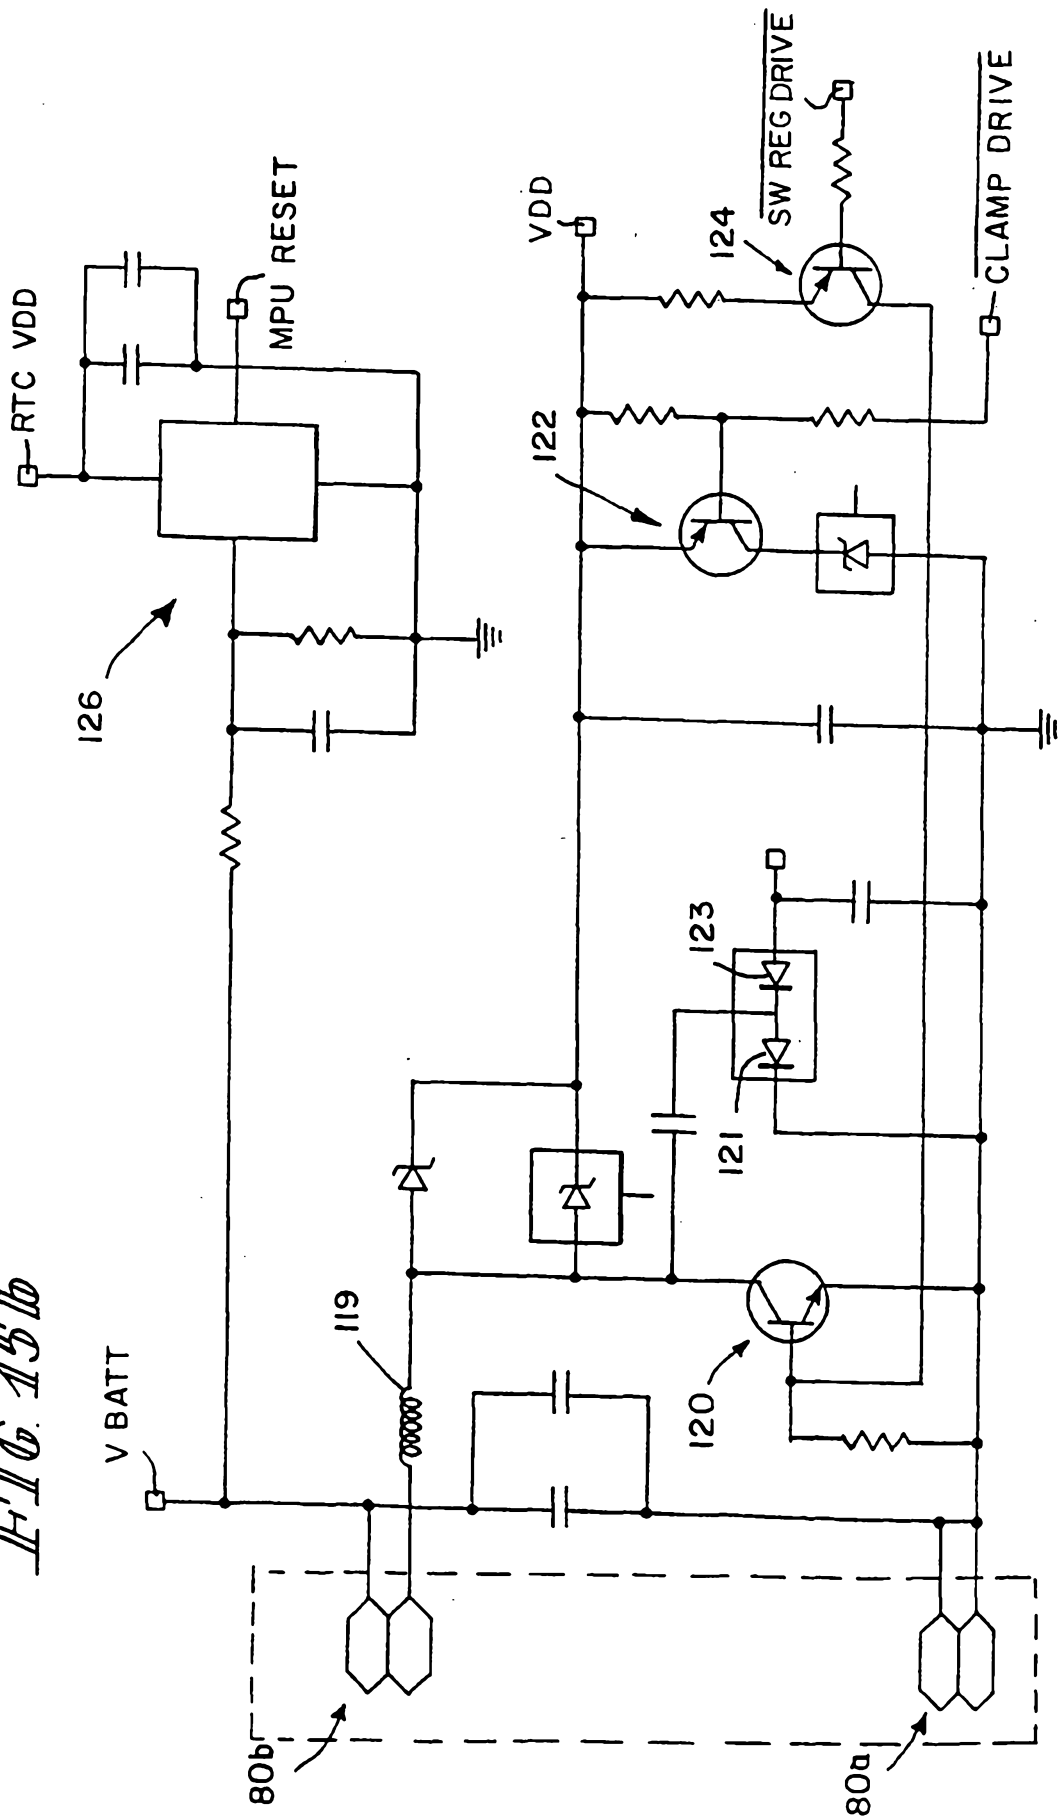 FIG. 15b
RTC VDD
MPU RESET
126
V BATT
119
VDD
SW REG DRIVE
124
122
CLAMP DRIVE
123
121
120
80b
80a